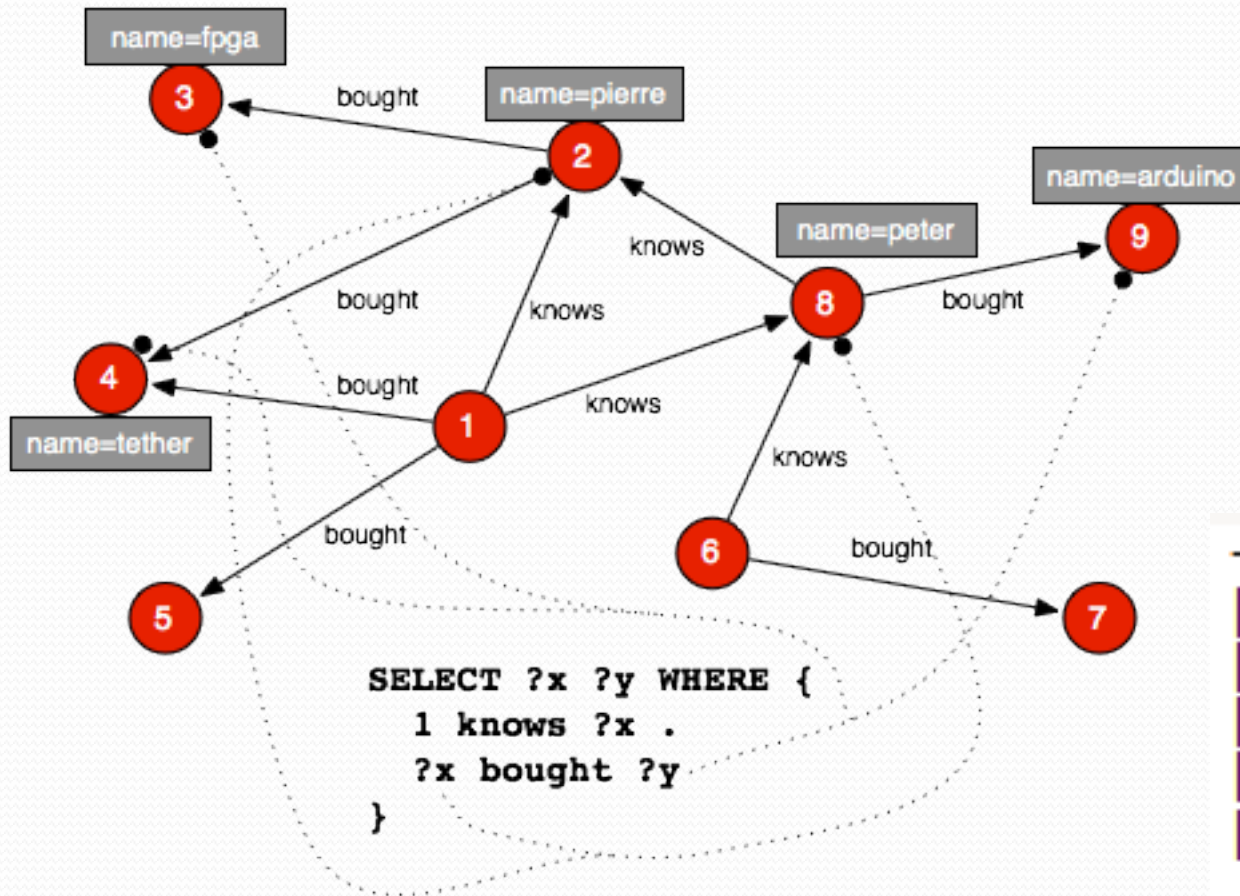 name=fpga
3
bought
name=pierre
2
name=arduino
9
name=peter
knows
8
bought
bought
knows
4
bought
1
knows
name=tether
knows
bought
6
bought
5
7
SELECT ?x ?y WHERE {
1 knows ?x .
?x bought ?y
}